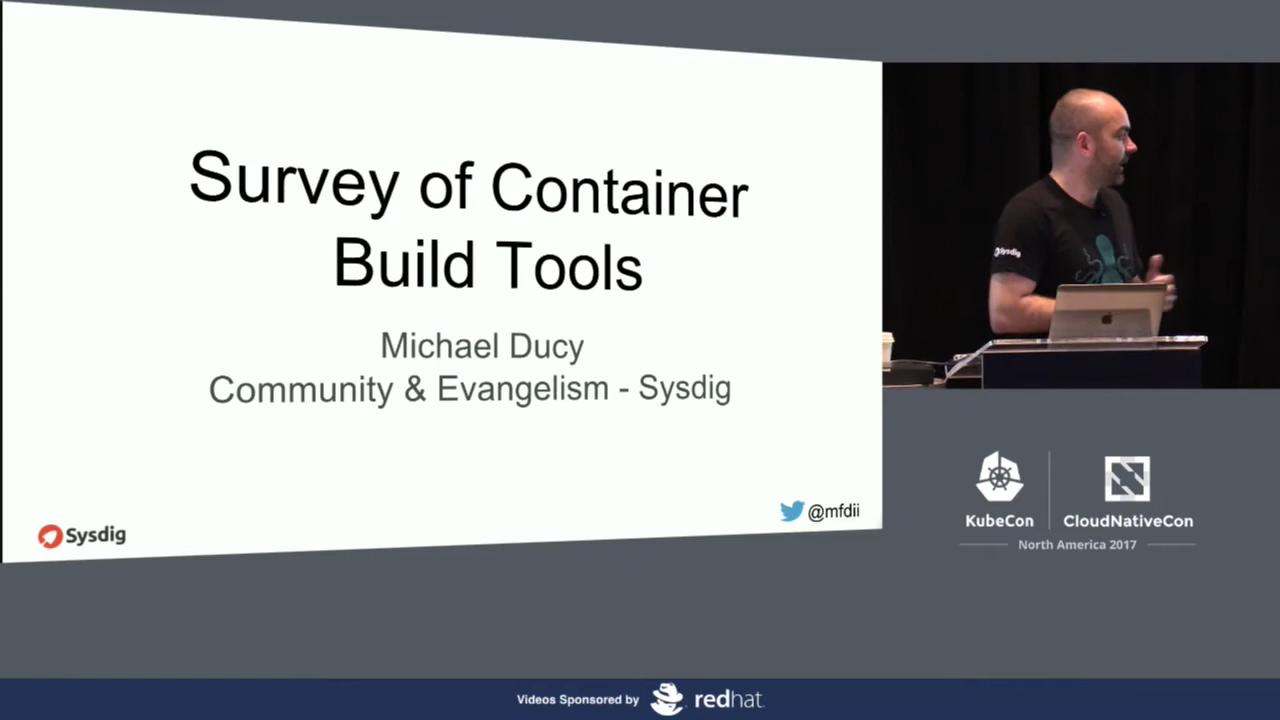 Survey of Container
Build Tools
Michael Ducy
Community & Evangelism - Sysdig
@mfdii
Sysdig
Sysdig
KubeCon
CloudNativeCon
North America 2017
Videos Sponsored by
redhat.